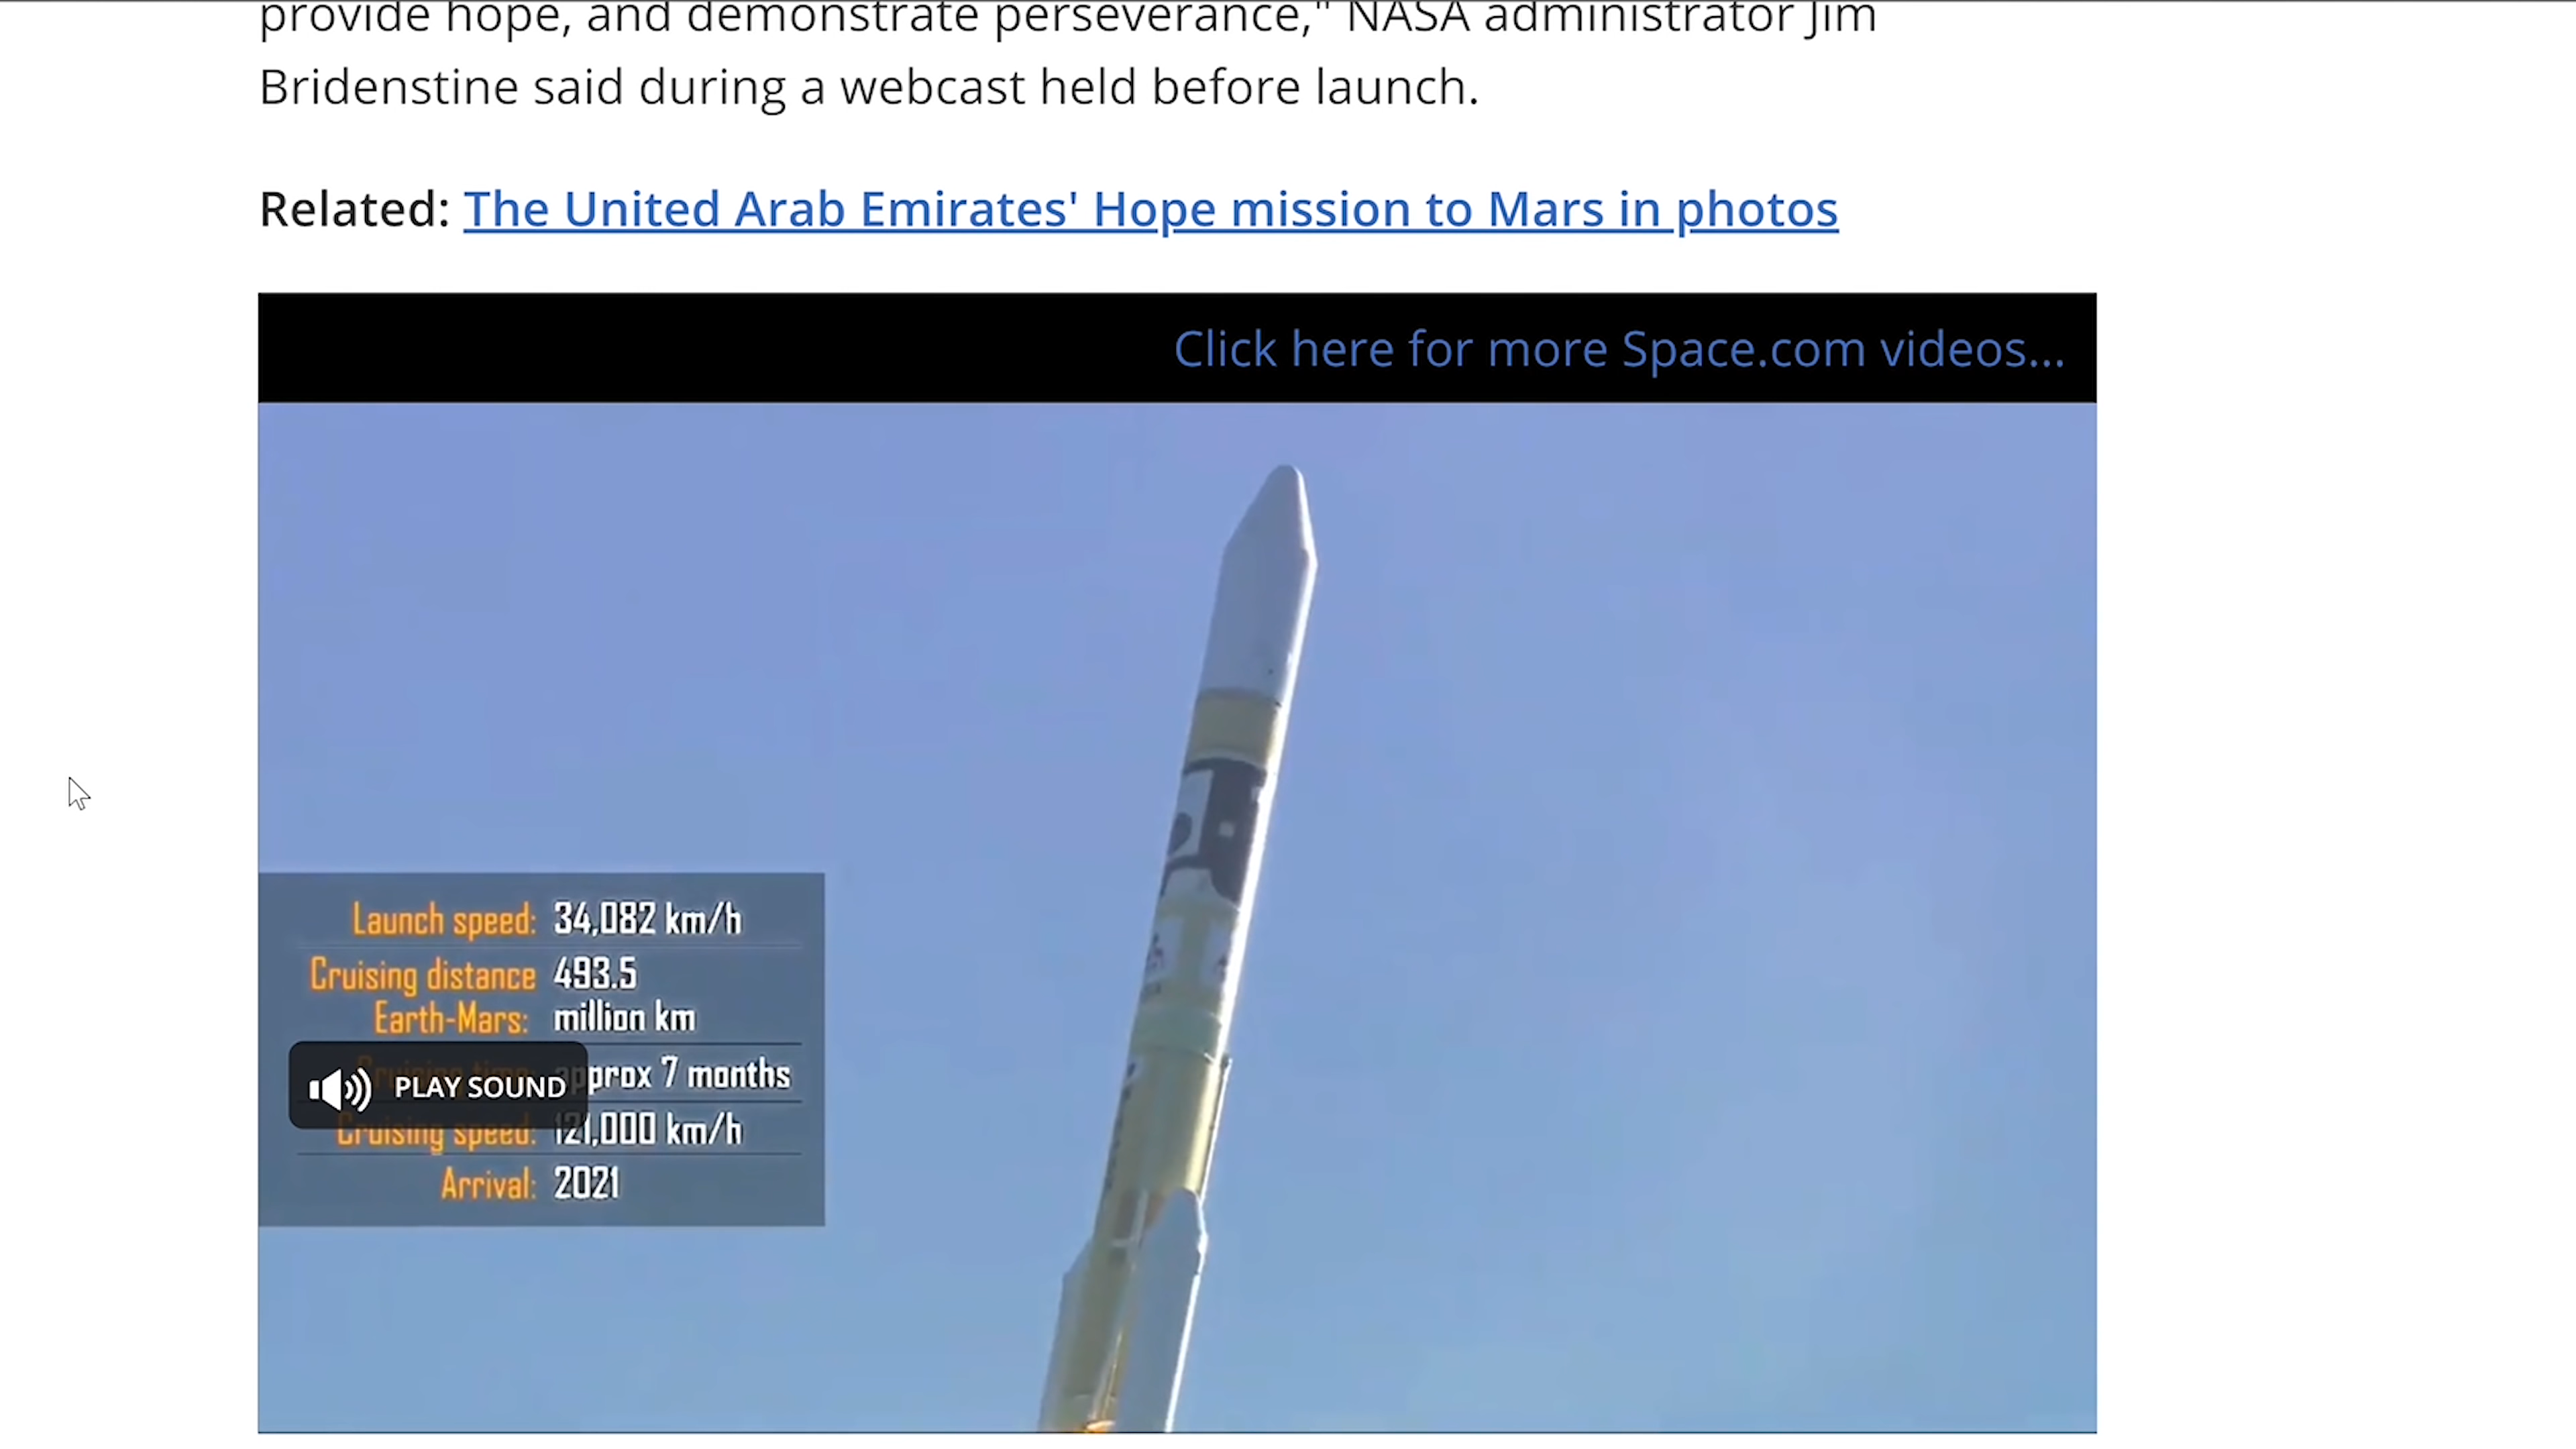 provide hope, and demonstrate perseverance," NASA administrator Jim
Bridenstine said during a webcast held before launch.
Related: The United Arab Emirates' Hope mission to Mars in photos
Click here for more Space.com videos...
Launch speed: 34,082 km/h
Cruising distance 493.5
Earth-Mars: million km
Cruising time: approx 7 months
PLAY SOUND
Cruising speed: 121,000 km/h
Arrival: 2021